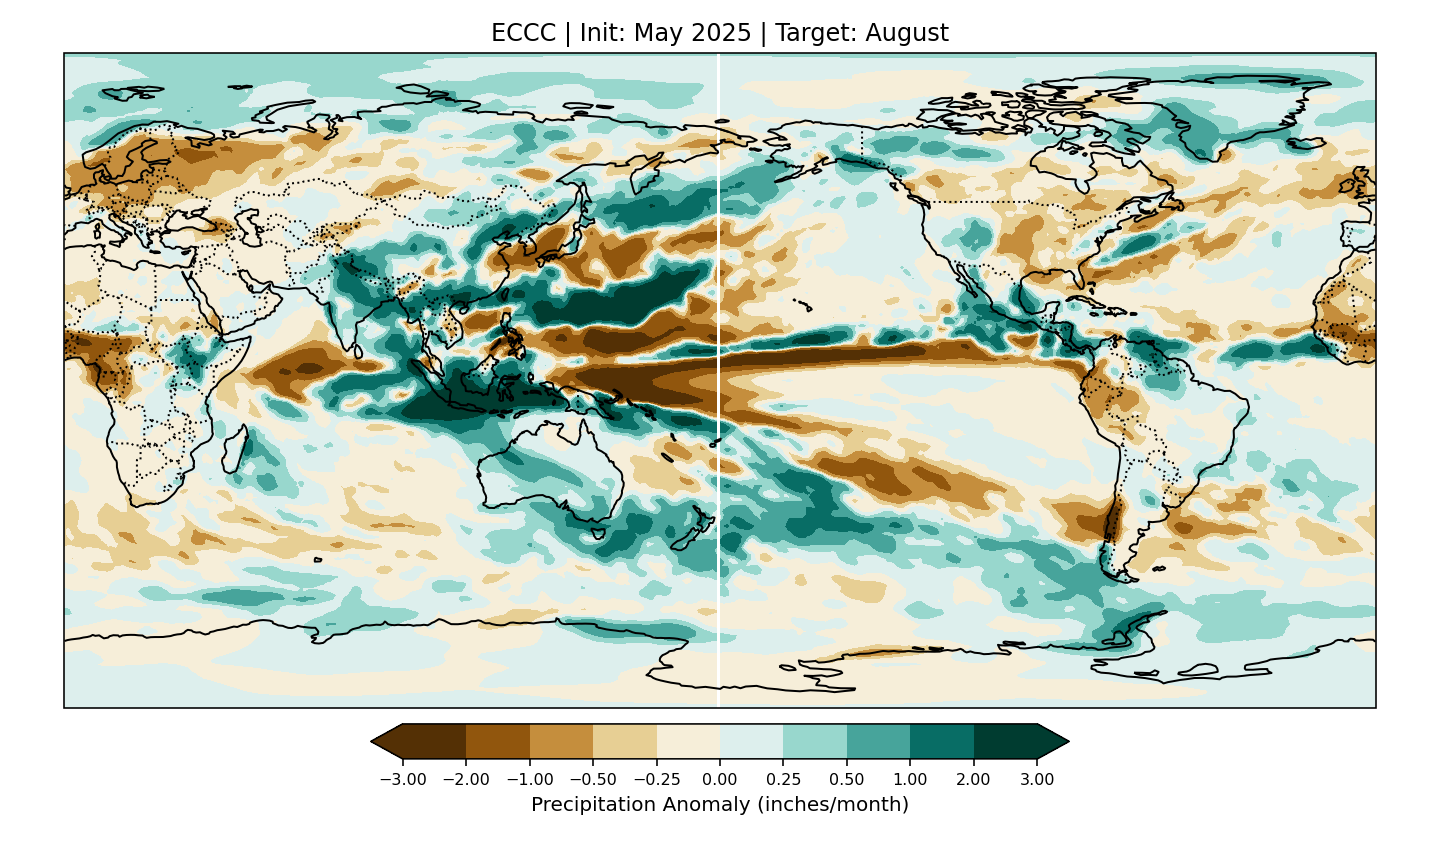 ECCC | Init: May 2025 | Target: August
−3.00 −2.00 −1.00 −0.50 −0.25 0.00 0.25 0.50 1.00 2.00 3.00
Precipitation Anomaly (inches/month)